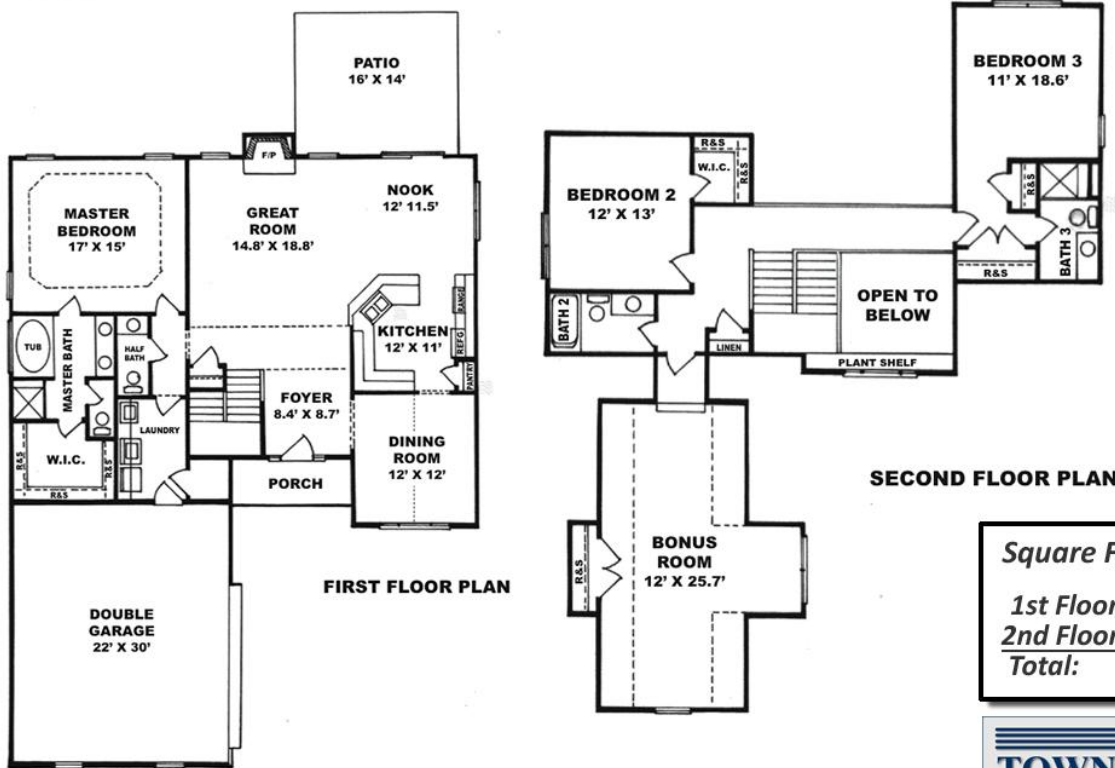 PATIO
16' X 14'
F/P
MASTER
BEDROOM
17' X 15'
GREAT
ROOM
14.8' X 18.8'
NOOK
12' 11.5'
TUB
MASTER BATH
HALF
BATH
KITCHEN
12' X 11'
RANGE
REFG
PANTRY
FOYER
8.4' X 8.7'
LAUNDRY
W.I.C.
R&S
R&S
R&S
DINING
ROOM
12' X 12'
PORCH
FIRST FLOOR PLAN
DOUBLE
GARAGE
22' X 30'
BEDROOM 3
11' X 18.6'
R&S
W.I.C.
R&S
BEDROOM 2
12' X 13'
R&S
BATH 3
R&S
BATH 2
LINEN
OPEN TO
BELOW
PLANT SHELF
SECOND FLOOR PLAN
BONUS
ROOM
12' X 25.7'
R&S
Square F
1st Floor
2nd Floor
Total:
TOWN